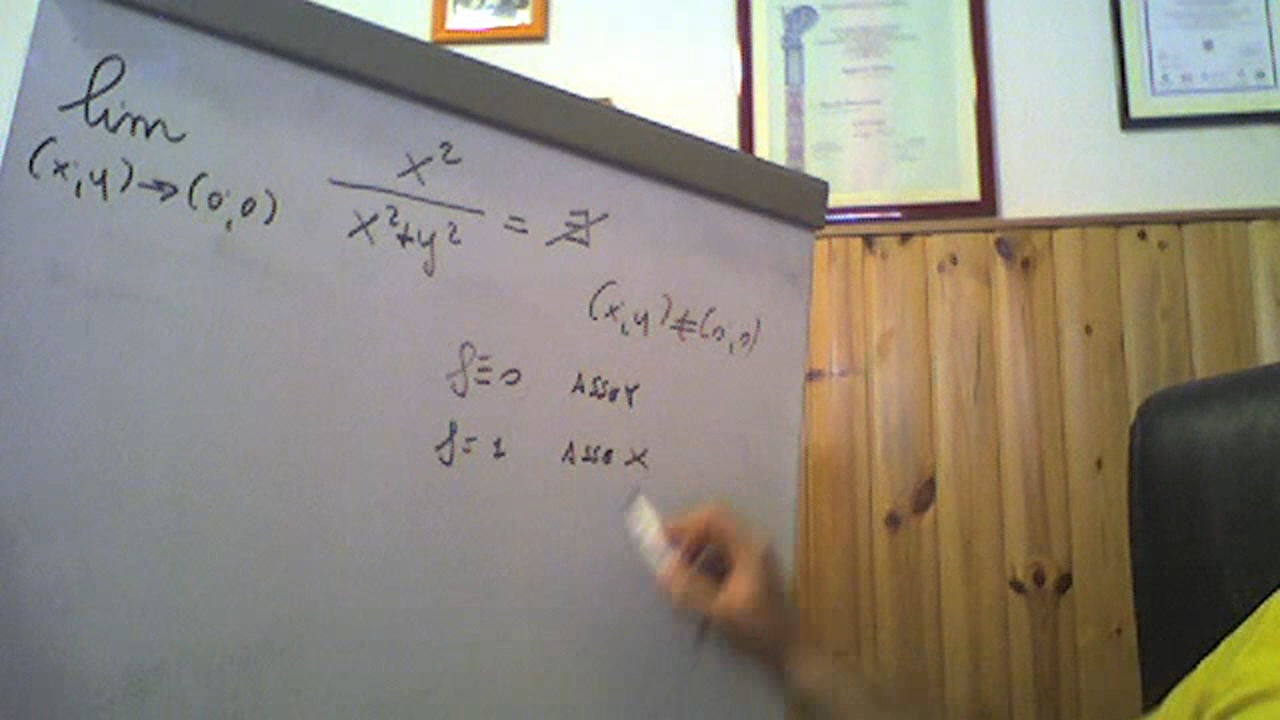 lim
(x,y)→(0,0) x²/(x²+y²) = ∄
(x,y)≠(0,0)
f≡0 ASSE Y
f=1 ASSE X